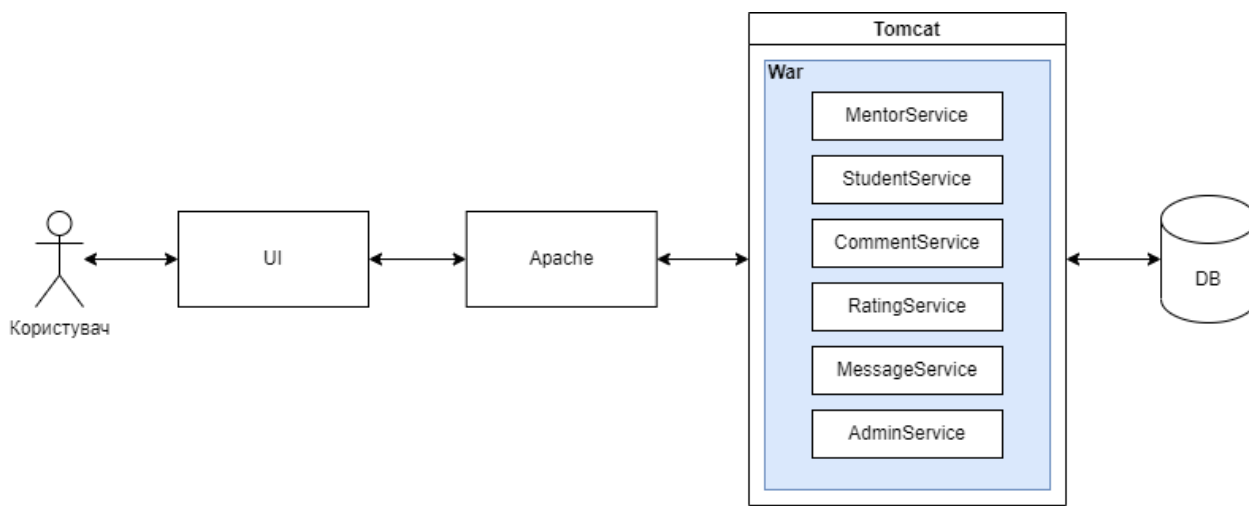 Tomcat
War
MentorService
StudentService
CommentService
RatingService
MessageService
AdminService
UI
Apache
DB
Користувач